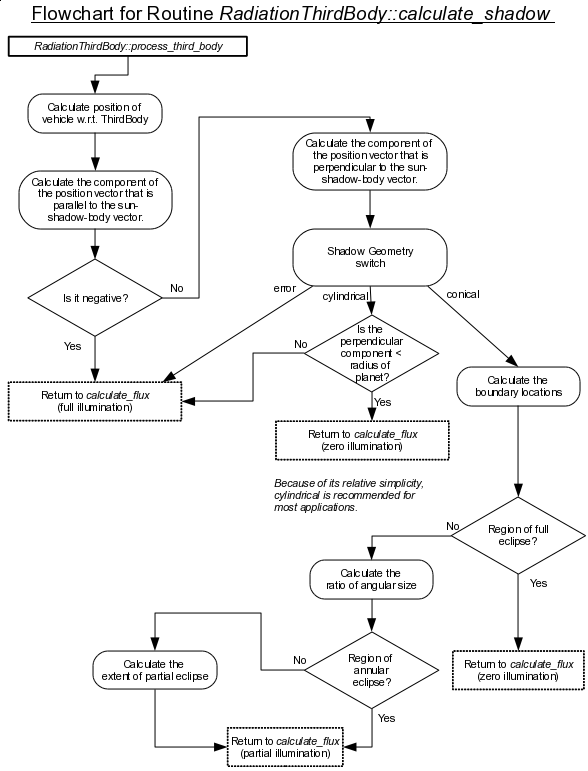 Flowchart for Routine RadiationThirdBody::calculate_shadow
RadiationThirdBody::process_third_body
Calculate position of
vehicle w.r.t. ThirdBody
Calculate the component of
the position vector that is
parallel to the sun-
shadow-body vector.
Is it negative?
No
Yes
Return to calculate_flux
(full illumination)
Calculate the component of
the position vector that is
perpendicular to the sun-
shadow-body vector.
Shadow Geometry
switch
error
cylindrical
conical
Is the
perpendicular
component <
radius of
planet?
No
Yes
Return to calculate_flux
(zero illumination)
Because of its relative simplicity,
cylindrical is recommended for
most applications.
Calculate the
boundary locations
Region of full
eclipse?
No
Yes
Return to calculate_flux
(zero illumination)
Calculate the
ratio of angular size
Region of
annular
eclipse?
No
Yes
Calculate the
extent of partial eclipse
Return to calculate_flux
(partial illumination)